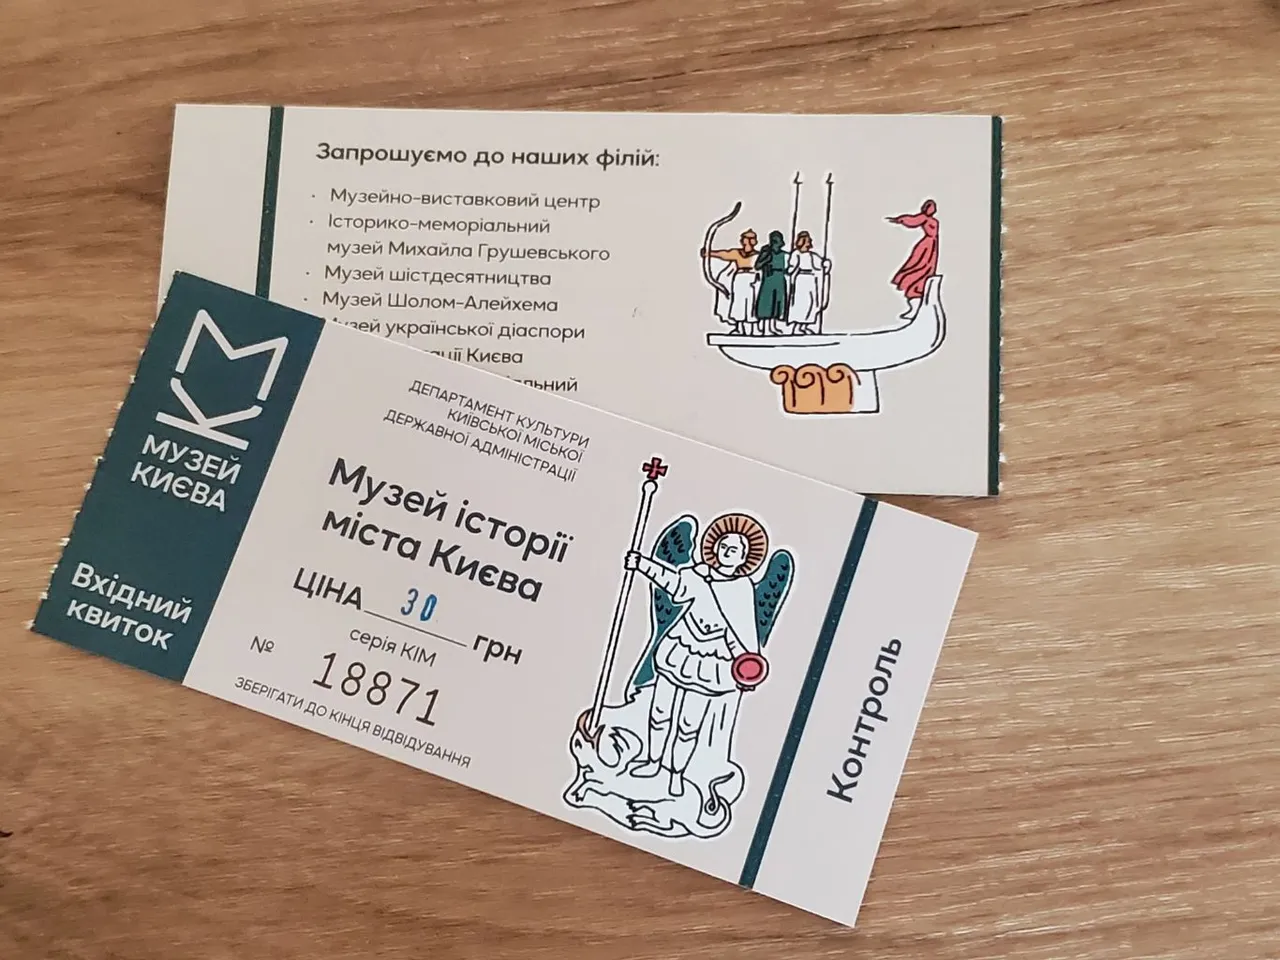 Запрошуємо до наших філій:
· Музейно-виставковий центр
· Історико-меморіальний
музей Михайла Грушевського
· Музей шістдесятництва
· Музей Шолом-Алейхема
української діаспори
Києва
МУЗЕЙ
КИЄВА
Вхідний
квиток
ДЕПАРТАМЕНТ КУЛЬТУРИ
КИЇВСЬКОЇ МІСЬКОЇ
ДЕРЖАВНОЇ АДМІНІСТРАЦІЇ
Музей історії
міста Києва
ЦІНА 30 грн
серія КІМ
№ 18871
ЗБЕРІГАТИ ДО КІНЦЯ ВІДВІДУВАННЯ
Контроль